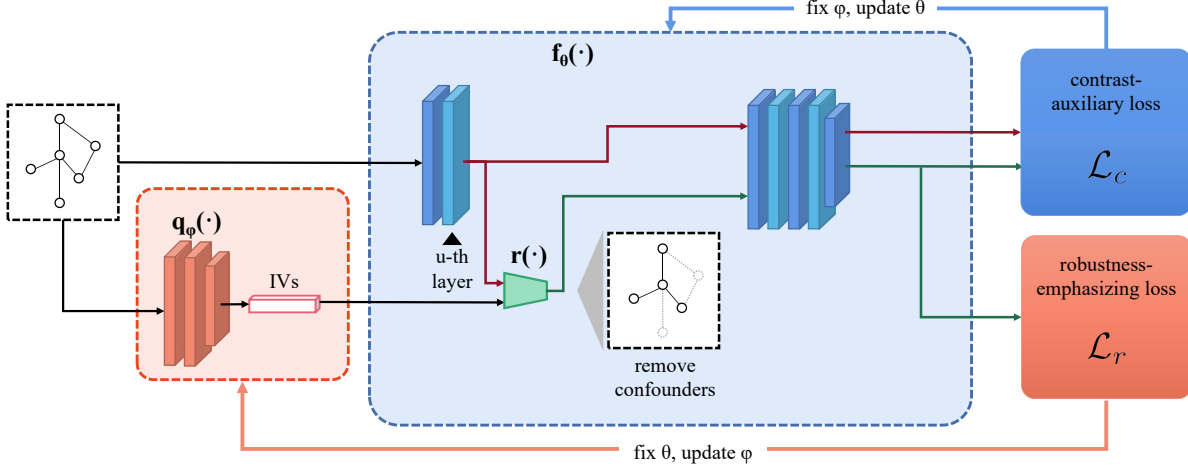 fix φ, update θ
f_θ(·)
contrast-
auxiliary loss
ℒ_c
q_φ(·)
IVs
u-th
layer
r(·)
remove
confounders
robustness-
emphasizing loss
ℒ_r
fix θ, update φ